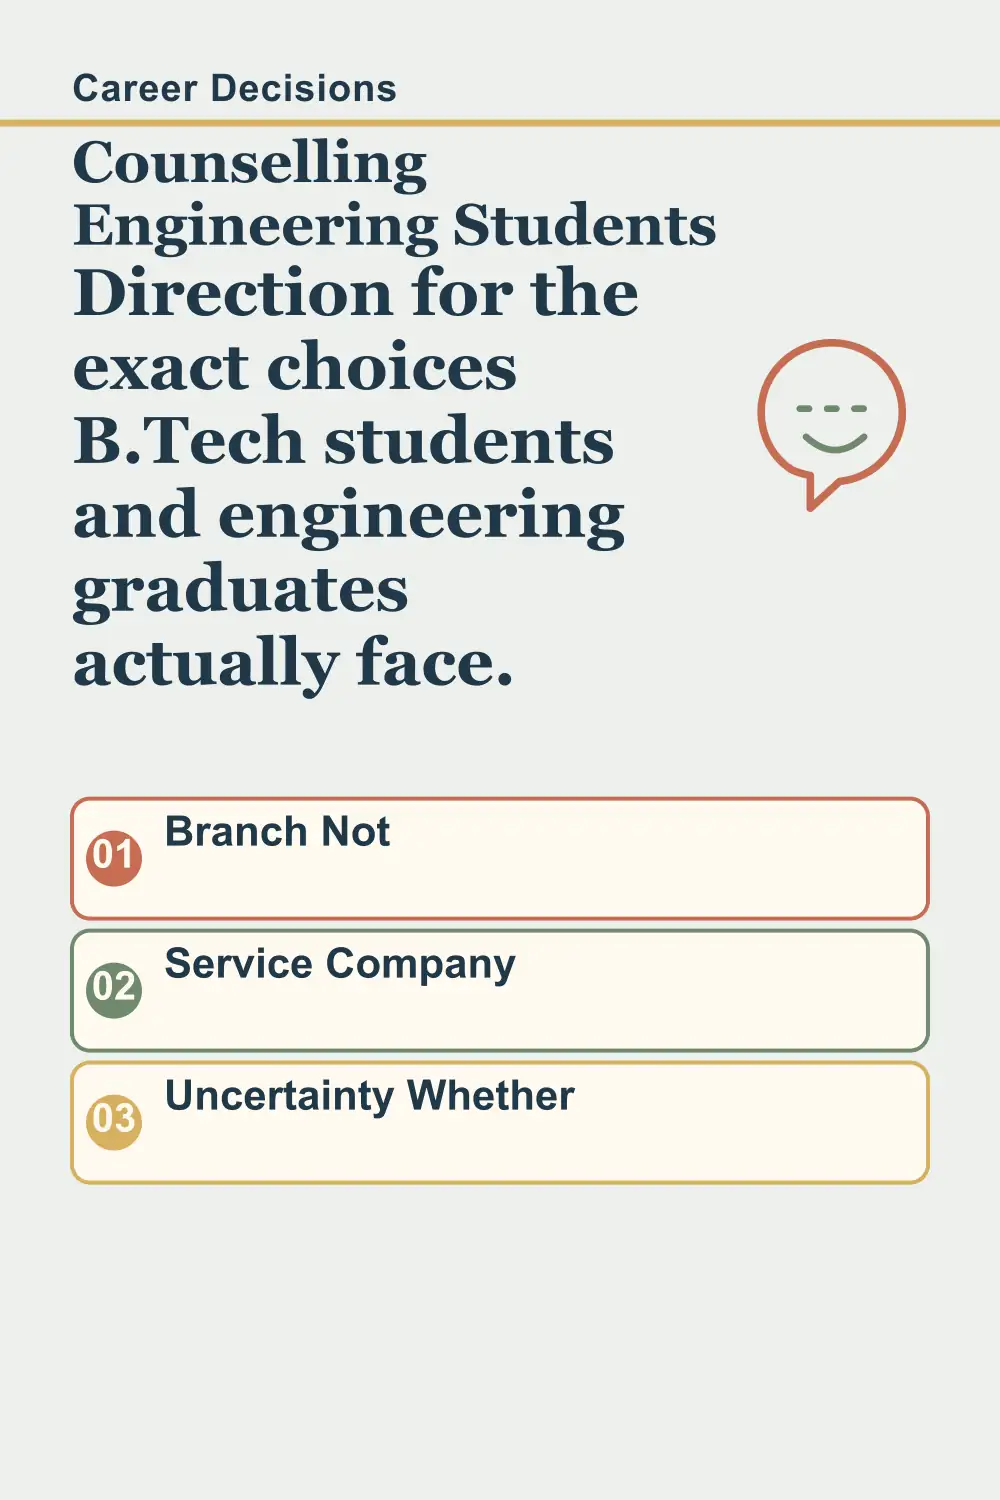 Career Decisions
Counselling
Engineering Students
Direction for the
exact choices
B.Tech students
and engineering
graduates
actually face.
01
Branch Not
02
Service Company
03
Uncertainty Whether